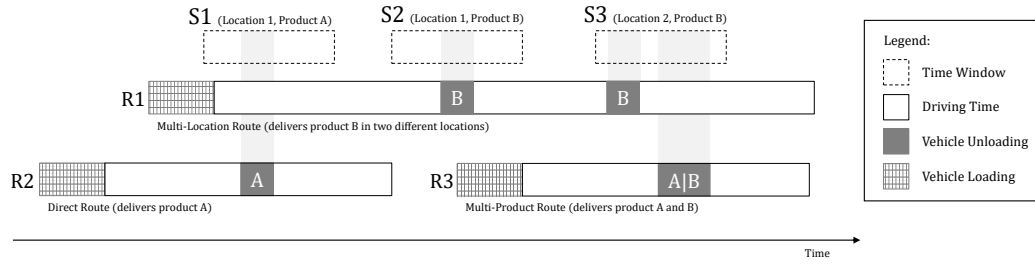 S1 (Location 1, Product A)
S2 (Location 1, Product B)
S3 (Location 2, Product B)
R1
B
B
Multi-Location Route (delivers product B in two different locations)
R2
A
Direct Route (delivers product A)
R3
A|B
Multi-Product Route (delivers product A and B)
Time
Legend:
Time Window
Driving Time
Vehicle Unloading
Vehicle Loading